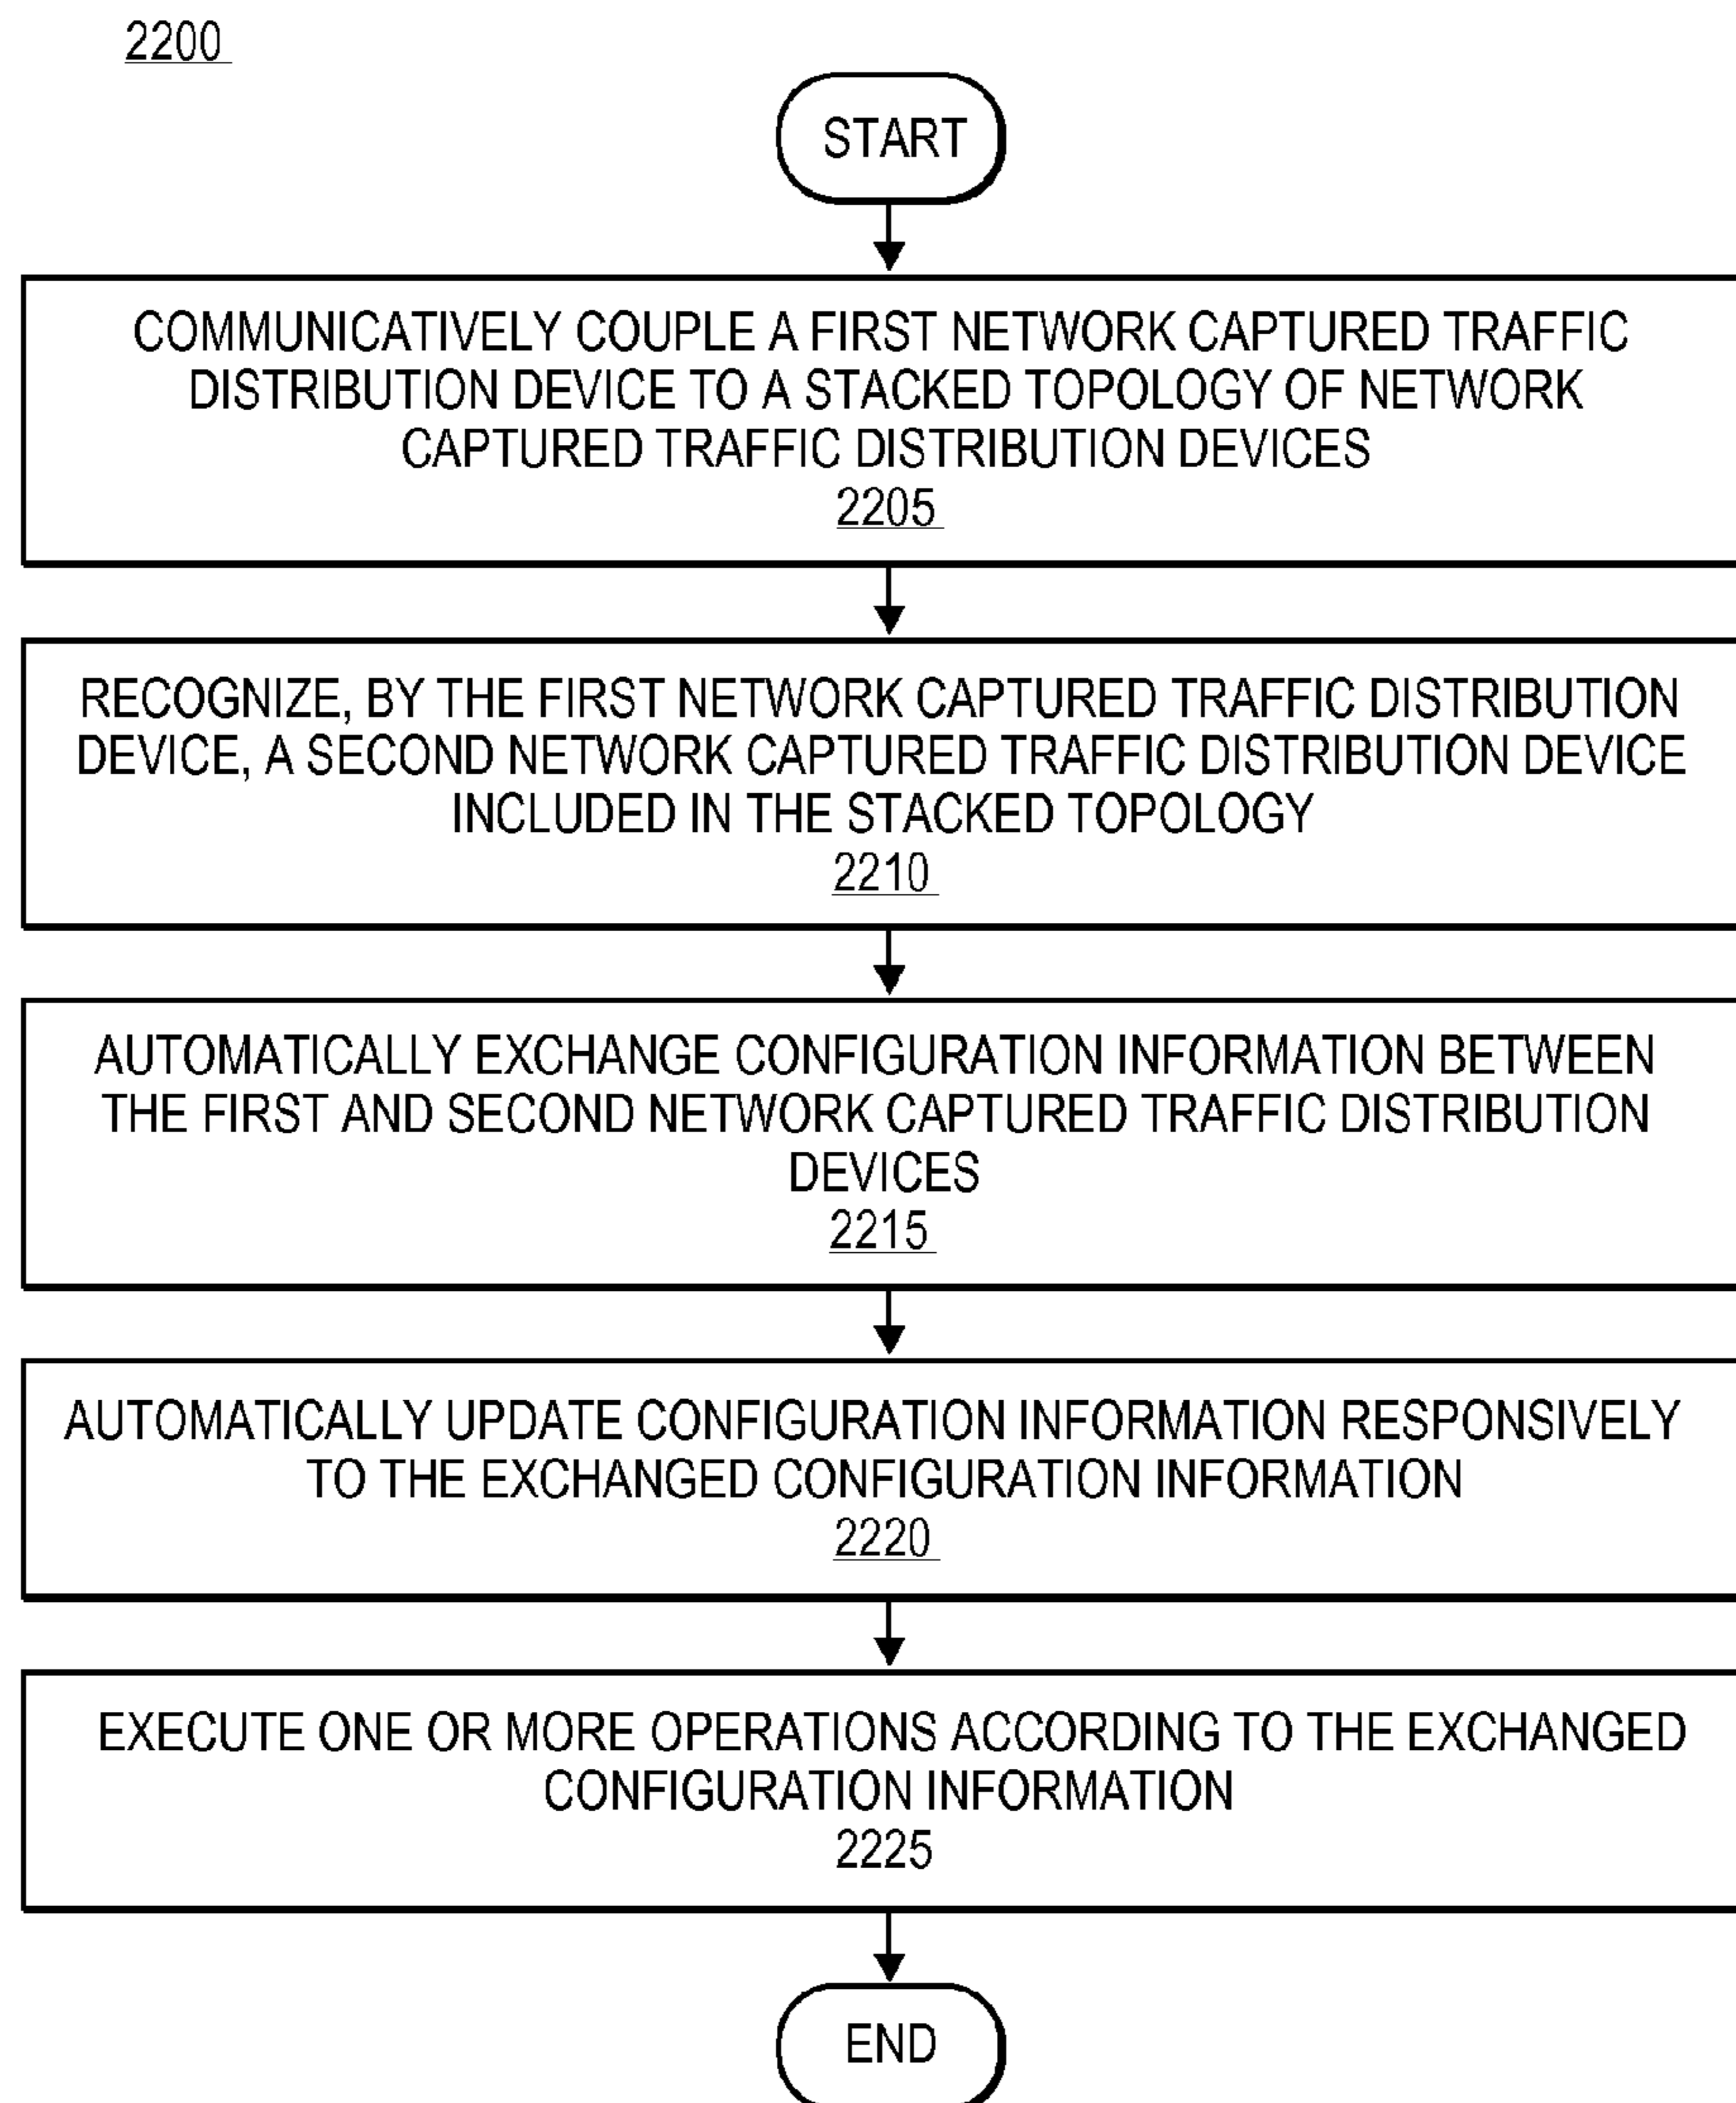 2200
START
COMMUNICATIVELY COUPLE A FIRST NETWORK CAPTURED TRAFFIC
DISTRIBUTION DEVICE TO A STACKED TOPOLOGY OF NETWORK
CAPTURED TRAFFIC DISTRIBUTION DEVICES
2205
RECOGNIZE, BY THE FIRST NETWORK CAPTURED TRAFFIC DISTRIBUTION
DEVICE, A SECOND NETWORK CAPTURED TRAFFIC DISTRIBUTION DEVICE
INCLUDED IN THE STACKED TOPOLOGY
2210
AUTOMATICALLY EXCHANGE CONFIGURATION INFORMATION BETWEEN
THE FIRST AND SECOND NETWORK CAPTURED TRAFFIC DISTRIBUTION
DEVICES
2215
AUTOMATICALLY UPDATE CONFIGURATION INFORMATION RESPONSIVELY
TO THE EXCHANGED CONFIGURATION INFORMATION
2220
EXECUTE ONE OR MORE OPERATIONS ACCORDING TO THE EXCHANGED
CONFIGURATION INFORMATION
2225
END